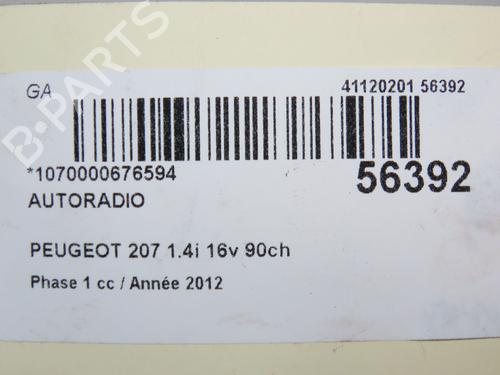 GA
41120201 56392
*1070000676594
56392
AUTORADIO
PEUGEOT 207 1.4i 16v 90ch
Phase 1 cc / Année 2012
B-PARTS